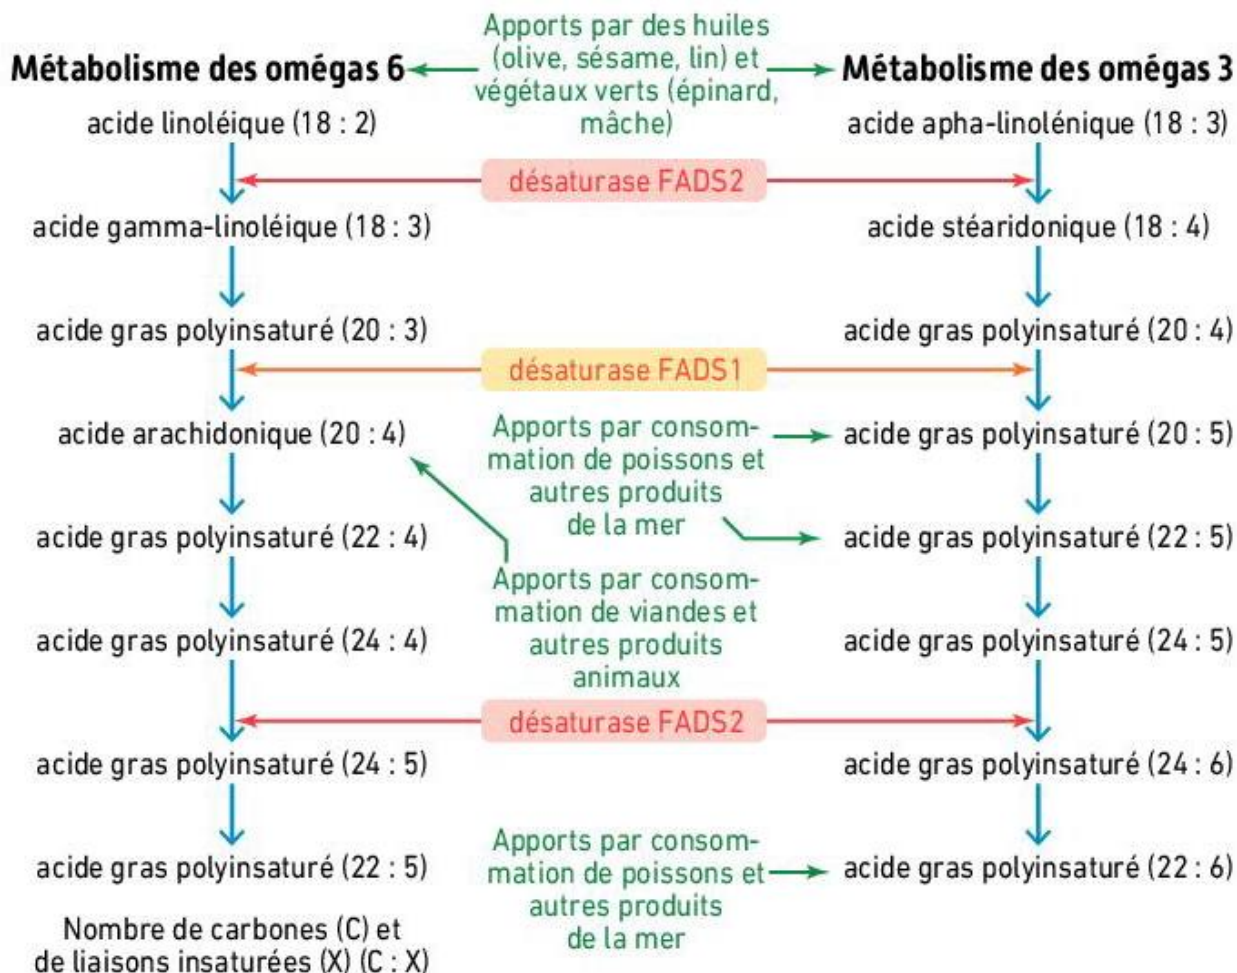 Apports par des huiles
(olive, sésame, lin) et
végétaux verts (épinard,
mâche)
Métabolisme des omégas 6
Métabolisme des omégas 3
acide linoléique (18 : 2)
acide apha-linolénique (18 : 3)
désaturase FADS2
acide gamma-linoléique (18 : 3)
acide stéaridonique (18 : 4)
acide gras polyinsaturé (20 : 3)
acide gras polyinsaturé (20 : 4)
désaturase FADS1
acide arachidonique (20 : 4)
Apports par consom-
mation de poissons et
autres produits
de la mer
acide gras polyinsaturé (20 : 5)
acide gras polyinsaturé (22 : 4)
acide gras polyinsaturé (22 : 5)
Apports par consom-
mation de viandes et
autres produits
animaux
acide gras polyinsaturé (24 : 4)
acide gras polyinsaturé (24 : 5)
désaturase FADS2
acide gras polyinsaturé (24 : 5)
acide gras polyinsaturé (24 : 6)
acide gras polyinsaturé (22 : 5)
Apports par consom-
mation de poissons et
autres produits
de la mer
acide gras polyinsaturé (22 : 6)
Nombre de carbones (C) et
de liaisons insaturées (X) (C : X)